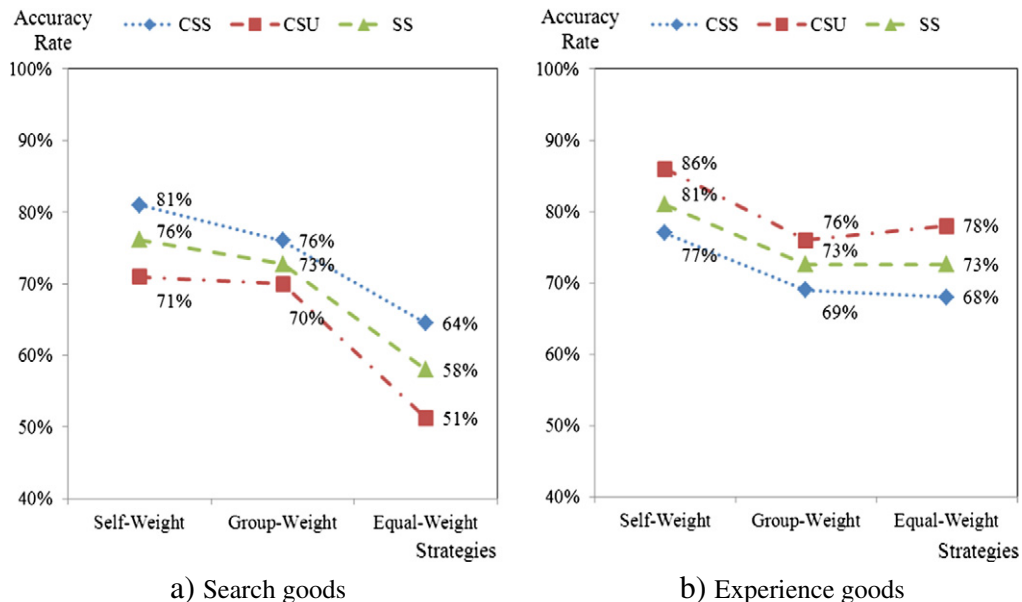 Accuracy
Rate
CSS
CSU
SS
100%
90%
80%
70%
60%
50%
40%
81%
76%
71%
76%
73%
70%
64%
58%
51%
Self-Weight
Group-Weight
Equal-Weight
Strategies
a) Search goods
Accuracy
Rate
CSS
CSU
SS
100%
90%
80%
70%
60%
50%
40%
86%
81%
77%
76%
73%
69%
78%
73%
68%
Self-Weight
Group-Weight
Equal-Weight
Strategies
b) Experience goods